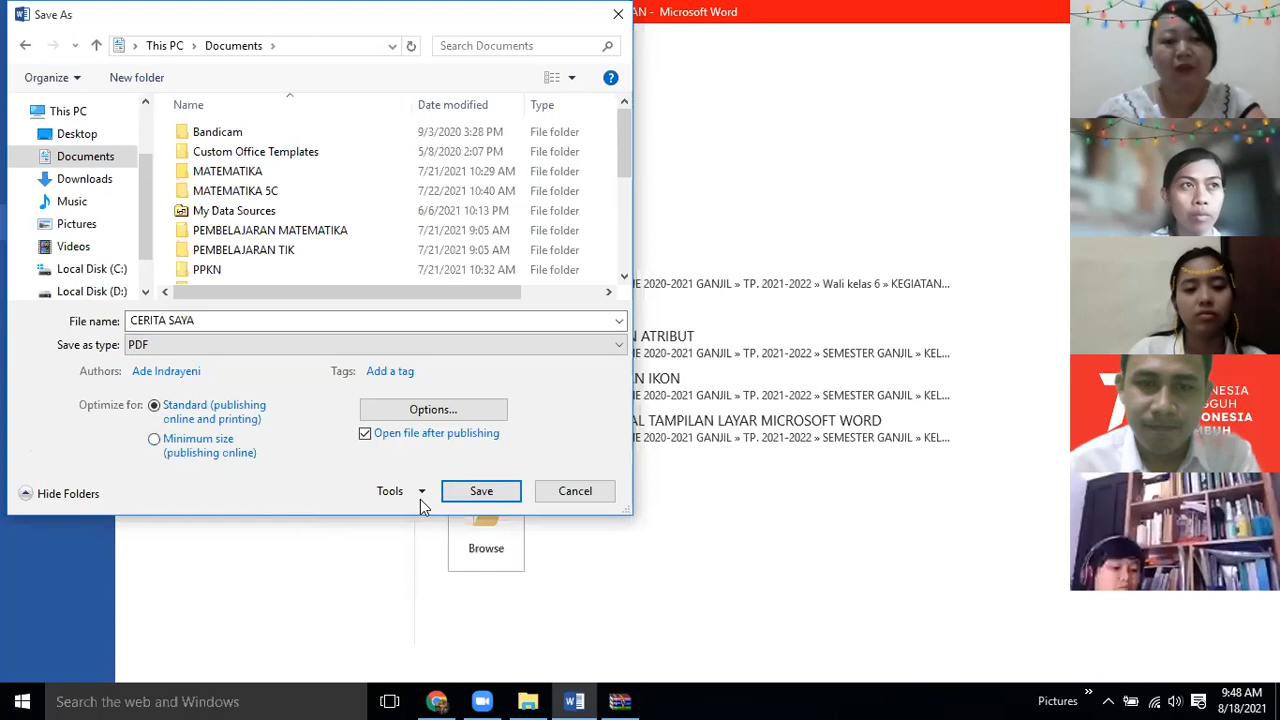 Save As
AN - Microsoft Word
This PC
Documents
Search Documents
Organize
New folder
Name
Date modified
Type
This PC
Desktop
Documents
Downloads
Music
Pictures
Videos
Local Disk (C:)
Local Disk (D:)
Bandicam 9/3/2020 3:28 PM File folder
Custom Office Templates 5/8/2020 2:07 PM File folder
MATEMATIKA 7/21/2021 10:29 AM File folder
MATEMATIKA 5C 7/22/2021 10:40 AM File folder
My Data Sources 6/6/2021 10:13 PM File folder
PEMBELAJARAN MATEMATIKA 7/21/2021 9:05 AM File folder
PEMBELAJARAN TIK 7/21/2021 9:05 AM File folder
PPKN 7/21/2021 10:32 AM File folder
File name: CERITA SAYA
Save as type: PDF
Authors: Ade Indrayeni
Tags: Add a tag
Optimize for:
Standard (publishing
online and printing)
Minimum size
(publishing online)
Options...
Open file after publishing
Hide Folders
Tools
Save
Cancel
NE 2020-2021 GANJIL » TP. 2021-2022 » Wali kelas 6 » KEGIATAN...
N ATRIBUT
NE 2020-2021 GANJIL » TP. 2021-2022 » SEMESTER GANJIL » KEL...
N IKON
NE 2020-2021 GANJIL » TP. 2021-2022 » SEMESTER GANJIL » KEL...
AL TAMPILAN LAYAR MICROSOFT WORD
NE 2020-2021 GANJIL » TP. 2021-2022 » SEMESTER GANJIL » KEL...
Browse
Search the web and Windows
Pictures
9:48 AM
8/18/2021